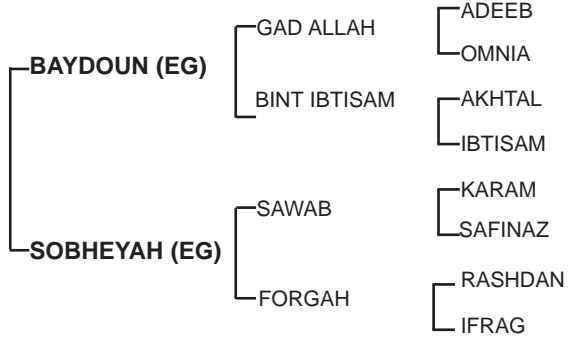 ADEEB
GAD ALLAH
OMNIA
BAYDOUN (EG)
BINT IBTISAM
AKHTAL
IBTISAM
KARAM
SAWAB
SAFINAZ
SOBHEYAH (EG)
RASHDAN
FORGAH
IFRAG